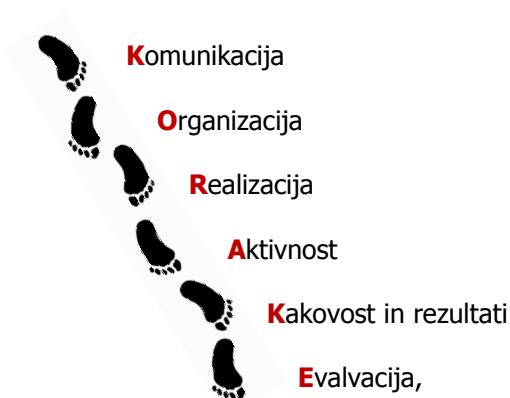 Komunikacija
Organizacija
Realizacija
Aktivnost
Kakovost in rezultati
Evalvacija,